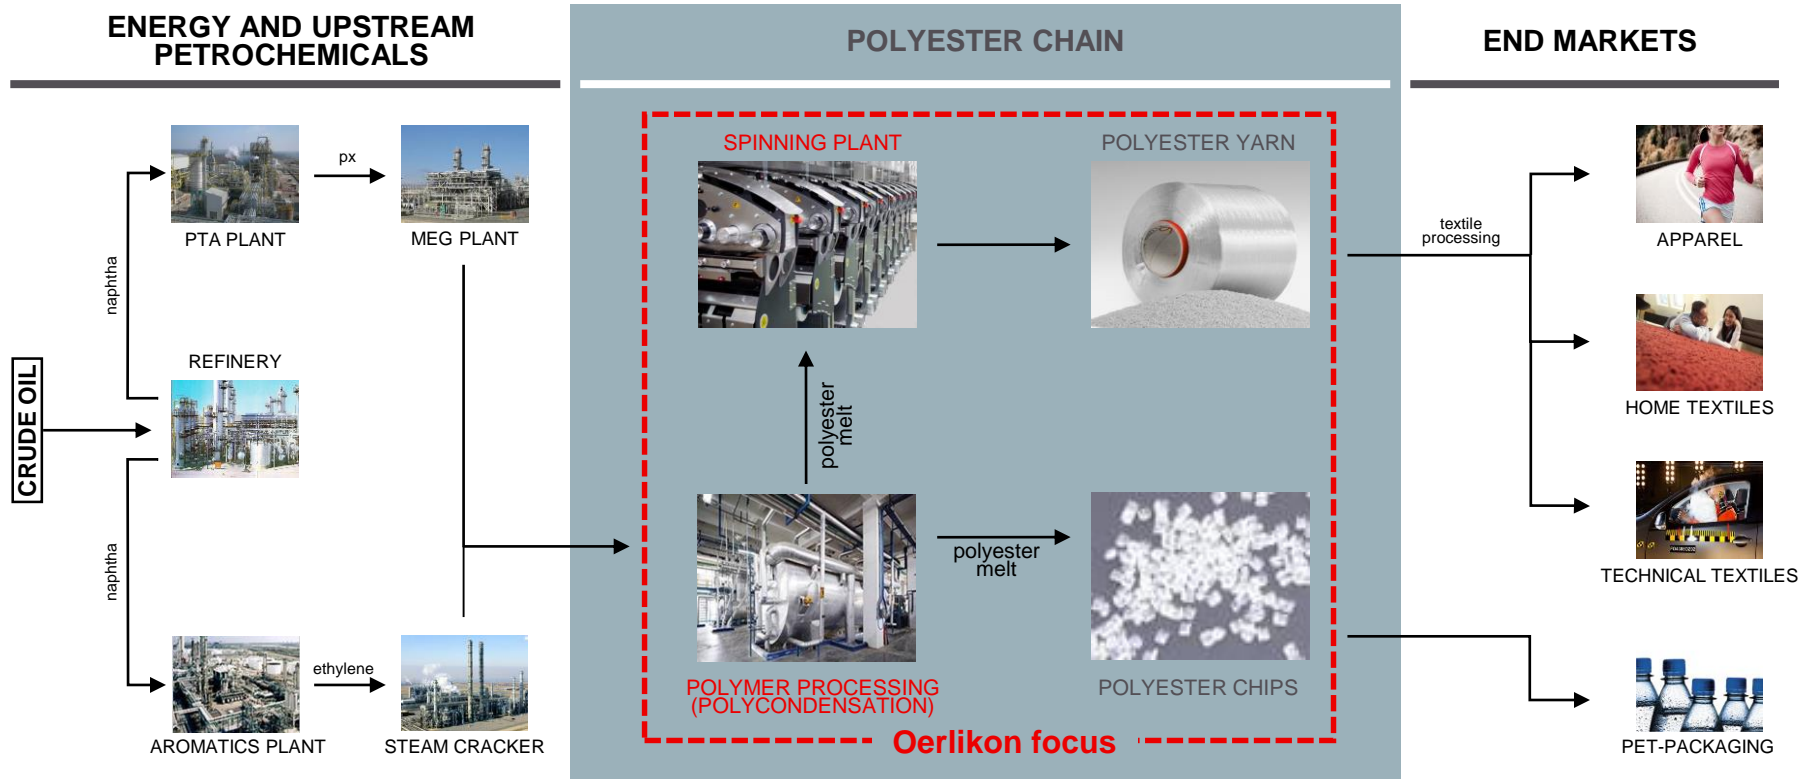 ENERGY AND UPSTREAM
PETROCHEMICALS
POLYESTER CHAIN
END MARKETS
px
PTA PLANT
MEG PLANT
naphtha
REFINERY
CRUDE OIL
naphtha
ethylene
AROMATICS PLANT
STEAM CRACKER
SPINNING PLANT
POLYESTER YARN
polyester
melt
polyester
melt
POLYMER PROCESSING
(POLYCONDENSATION)
POLYESTER CHIPS
Oerlikon focus
textile
processing
APPAREL
HOME TEXTILES
TECHNICAL TEXTILES
PET-PACKAGING